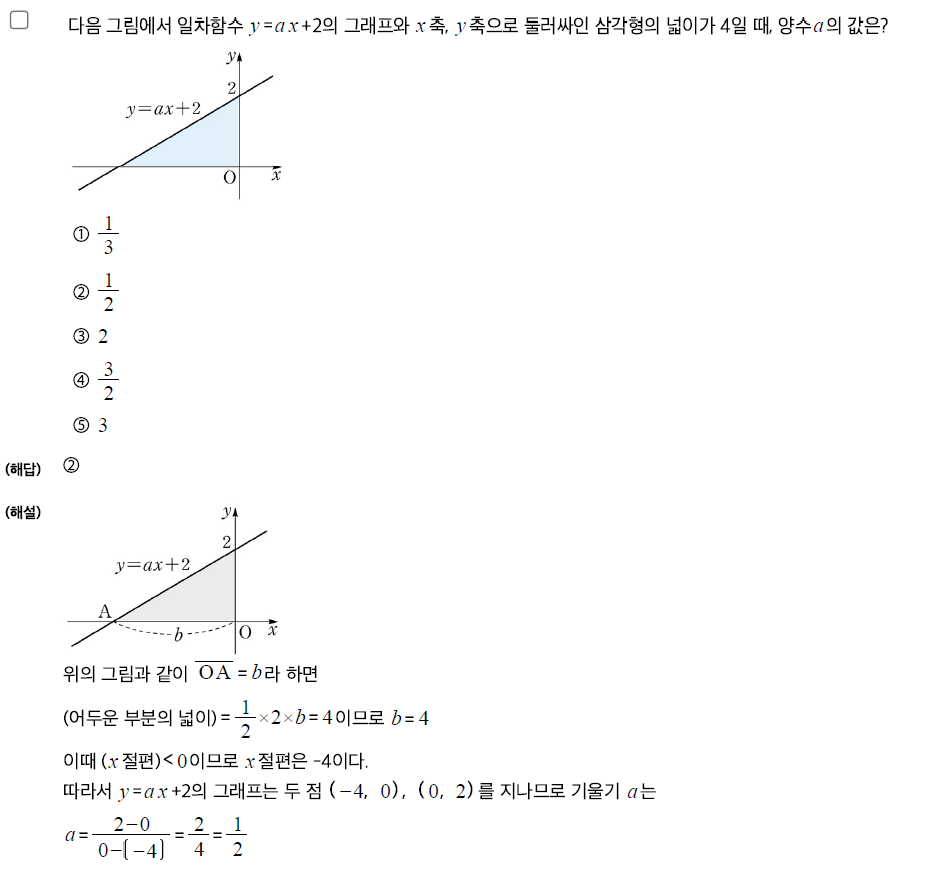 다음 그림에서 일차함수 y=ax+2의 그래프와 x축, y축으로 둘러싸인 삼각형의 넓이가 4일 때, 양수a의 값은?
y
2
y=ax+2
O
x
① 1/3
② 1/2
③ 2
④ 3/2
⑤ 3
(해답) ②
(해설)
y
2
y=ax+2
A
b
O
x
위의 그림과 같이 O̅A̅ = b라 하면
(어두운 부분의 넓이) = 1/2 ×2×b = 4이므로 b = 4
이때 (x절편) < 0이므로 x절편은 -4이다.
따라서 y=ax+2의 그래프는 두 점 (−4, 0), (0, 2)를 지나므로 기울기 a는
a = (2−0)/(0−(−4)) = 2/4 = 1/2